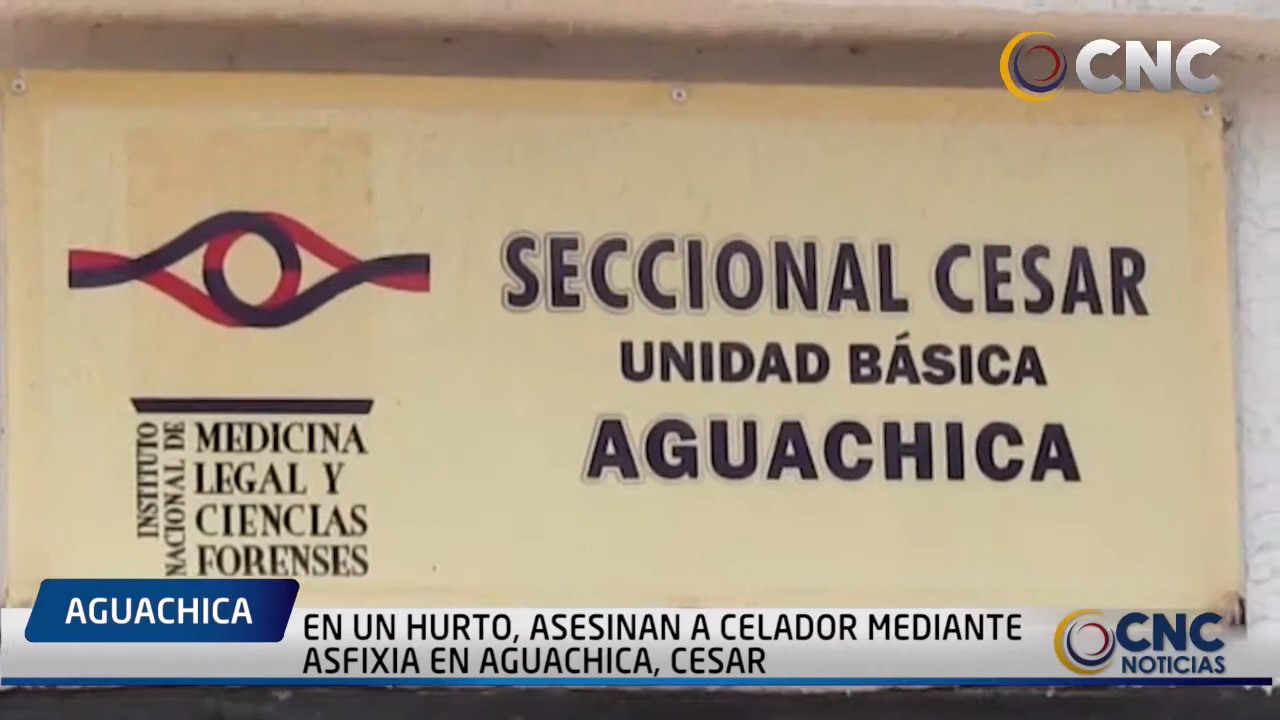 CNC
SECCIONAL CESAR
UNIDAD BÁSICA
AGUACHICA
INSTITUTO
NACIONAL DE
MEDICINA
LEGAL Y
CIENCIAS
FORENSES
AGUACHICA
EN UN HURTO, ASESINAN A CELADOR MEDIANTE
ASFIXIA EN AGUACHICA, CESAR
CNC
NOTICIAS